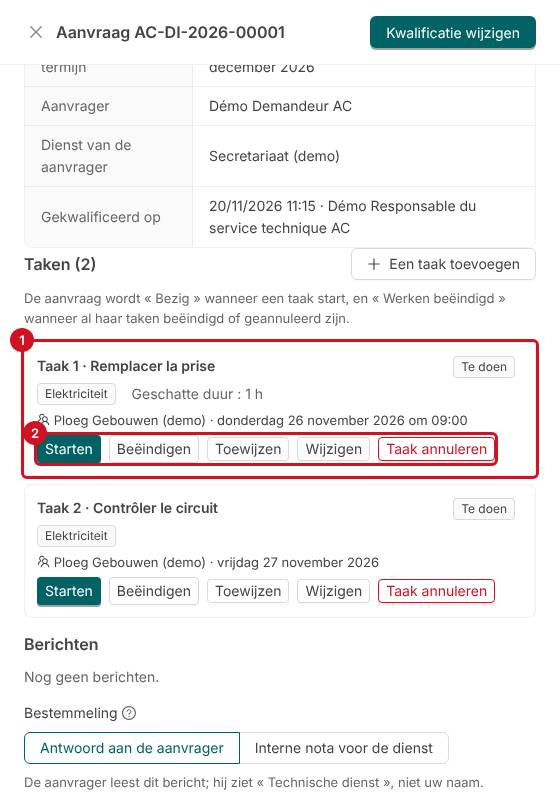 Aanvraag AC-DI-2026-00001
Kwalificatie wijzigen
termijn
december 2026
Aanvrager
Démo Demandeur AC
Dienst van de
aanvrager
Secretariaat (demo)
Gekwalificeerd op
20/11/2026 11:15 · Démo Responsable du
service technique AC
Taken (2)
Een taak toevoegen
De aanvraag wordt « Bezig » wanneer een taak start, en « Werken beëindigd »
wanneer al haar taken beëindigd of geannuleerd zijn.
1
Taak 1 · Remplacer la prise
Te doen
Elektriciteit
Geschatte duur : 1 h
Ploeg Gebouwen (demo) · donderdag 26 november 2026 om 09:00
2
Starten
Beëindigen
Toewijzen
Wijzigen
Taak annuleren
Taak 2 · Contrôler le circuit
Te doen
Elektriciteit
Ploeg Gebouwen (demo) · vrijdag 27 november 2026
Starten
Beëindigen
Toewijzen
Wijzigen
Taak annuleren
Berichten
Nog geen berichten.
Bestemmeling
Antwoord aan de aanvrager
Interne nota voor de dienst
De aanvrager leest dit bericht; hij ziet « Technische dienst », niet uw naam.